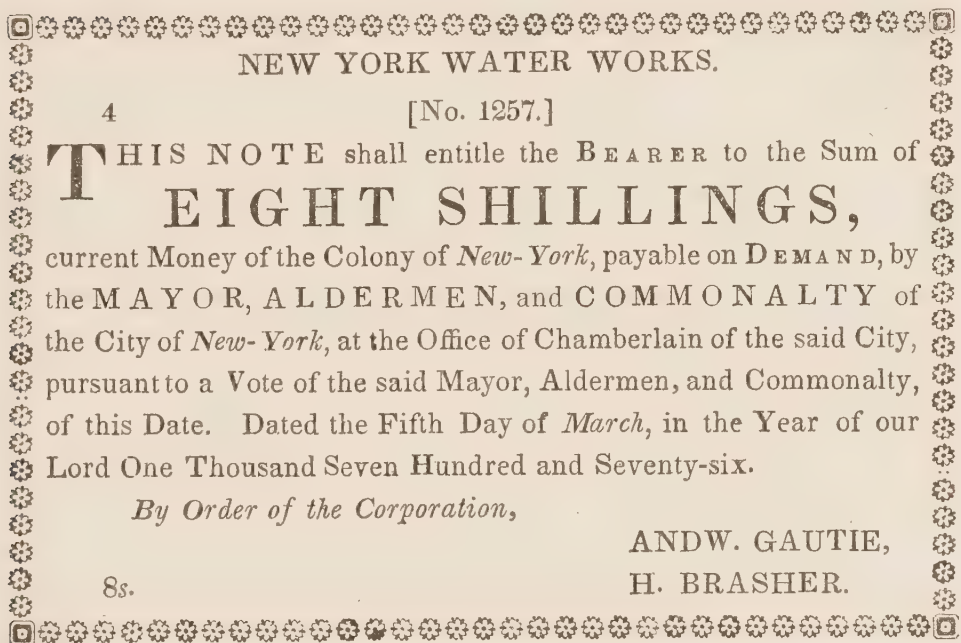 NEW YORK WATER WORKS.
4 [No. 1257.]
THIS NOTE shall entitle the BEARER to the Sum of
EIGHT SHILLINGS,
current Money of the Colony of New-York, payable on DEMAND, by
the MAYOR, ALDERMEN, and COMMONALTY of
the City of New-York, at the Office of Chamberlain of the said City,
pursuant to a Vote of the said Mayor, Aldermen, and Commonalty,
of this Date. Dated the Fifth Day of March, in the Year of our
Lord One Thousand Seven Hundred and Seventy-six.
By Order of the Corporation,
ANDW. GAUTIE,
8s. H. BRASHER.